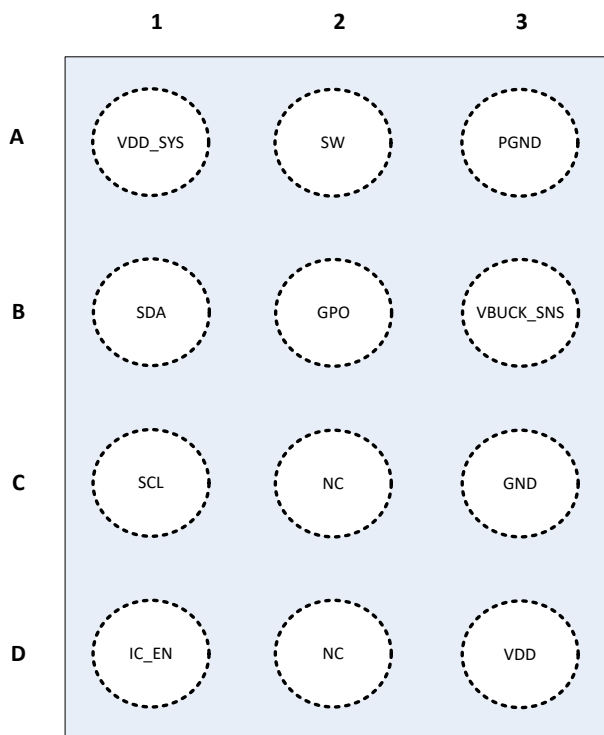 1 2 3
A VDD_SYS SW PGND
B SDA GPO VBUCK_SNS
C SCL NC GND
D IC_EN NC VDD